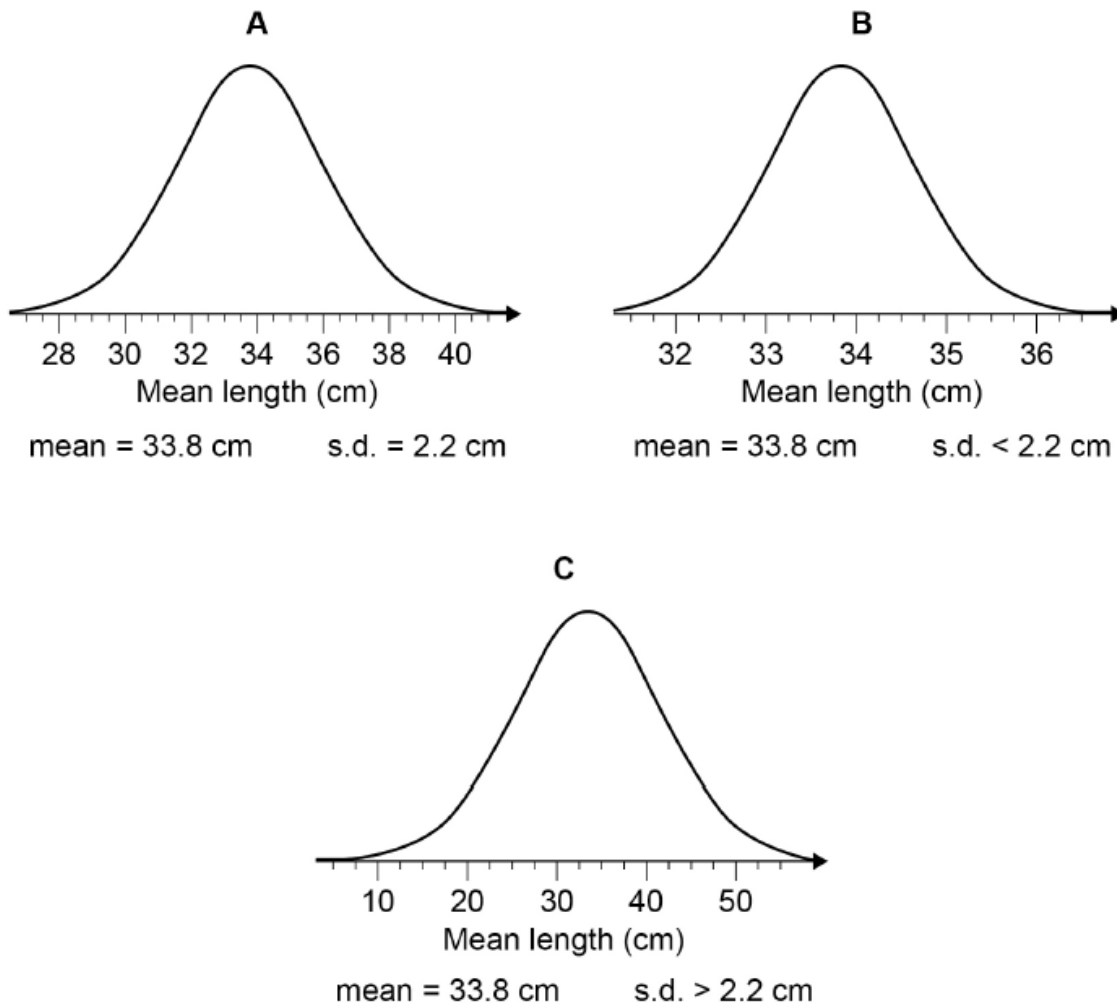 A
28 30 32 34 36 38 40
Mean length (cm)
mean = 33.8 cm s.d. = 2.2 cm
B
32 33 34 35 36
Mean length (cm)
mean = 33.8 cm s.d. < 2.2 cm
C
10 20 30 40 50
Mean length (cm)
mean = 33.8 cm s.d. > 2.2 cm